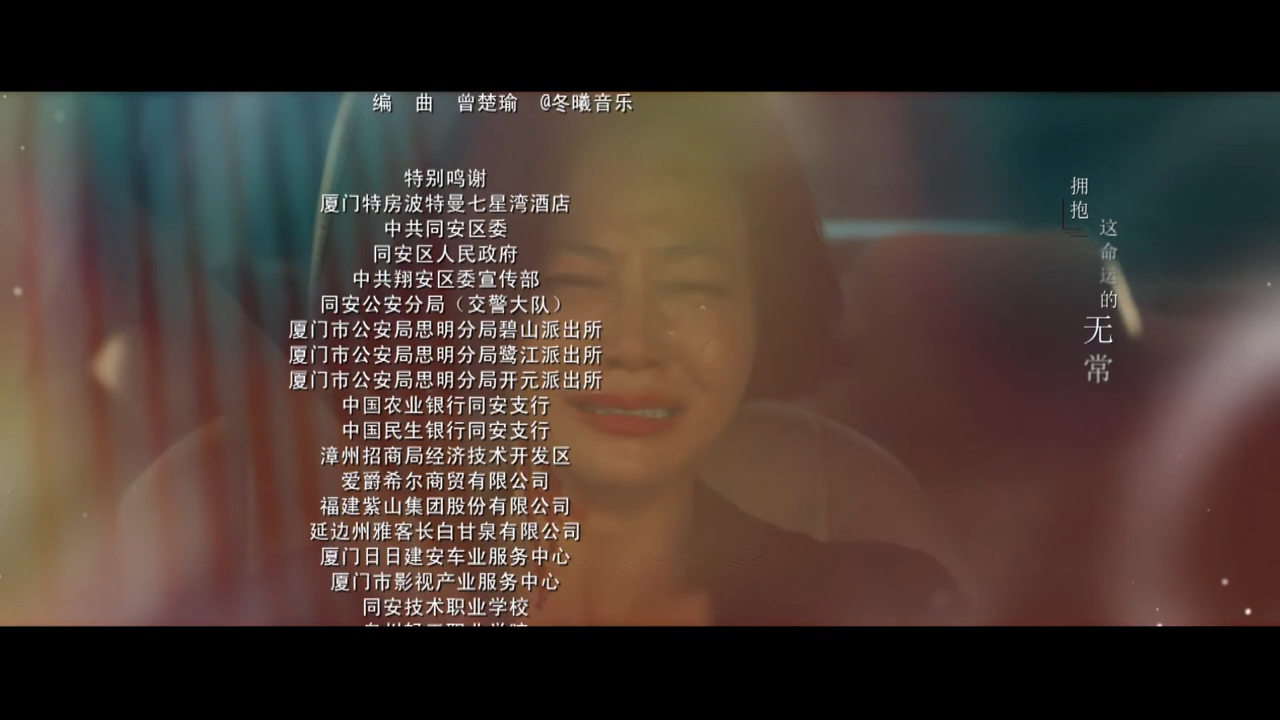 编 曲 曾楚瑜 @冬曦音乐
特别鸣谢
厦门特房波特曼七星湾酒店
中共同安区委
同安区人民政府
中共翔安区委宣传部
同安公安分局（交警大队）
厦门市公安局思明分局碧山派出所
厦门市公安局思明分局鹭江派出所
厦门市公安局思明分局开元派出所
中国农业银行同安支行
中国民生银行同安支行
漳州招商局经济技术开发区
爱爵希尔商贸有限公司
福建紫山集团股份有限公司
延边州雅客长白甘泉有限公司
厦门日日建安车业服务中心
厦门市影视产业服务中心
同安技术职业学校
拥抱
这命运的
无常